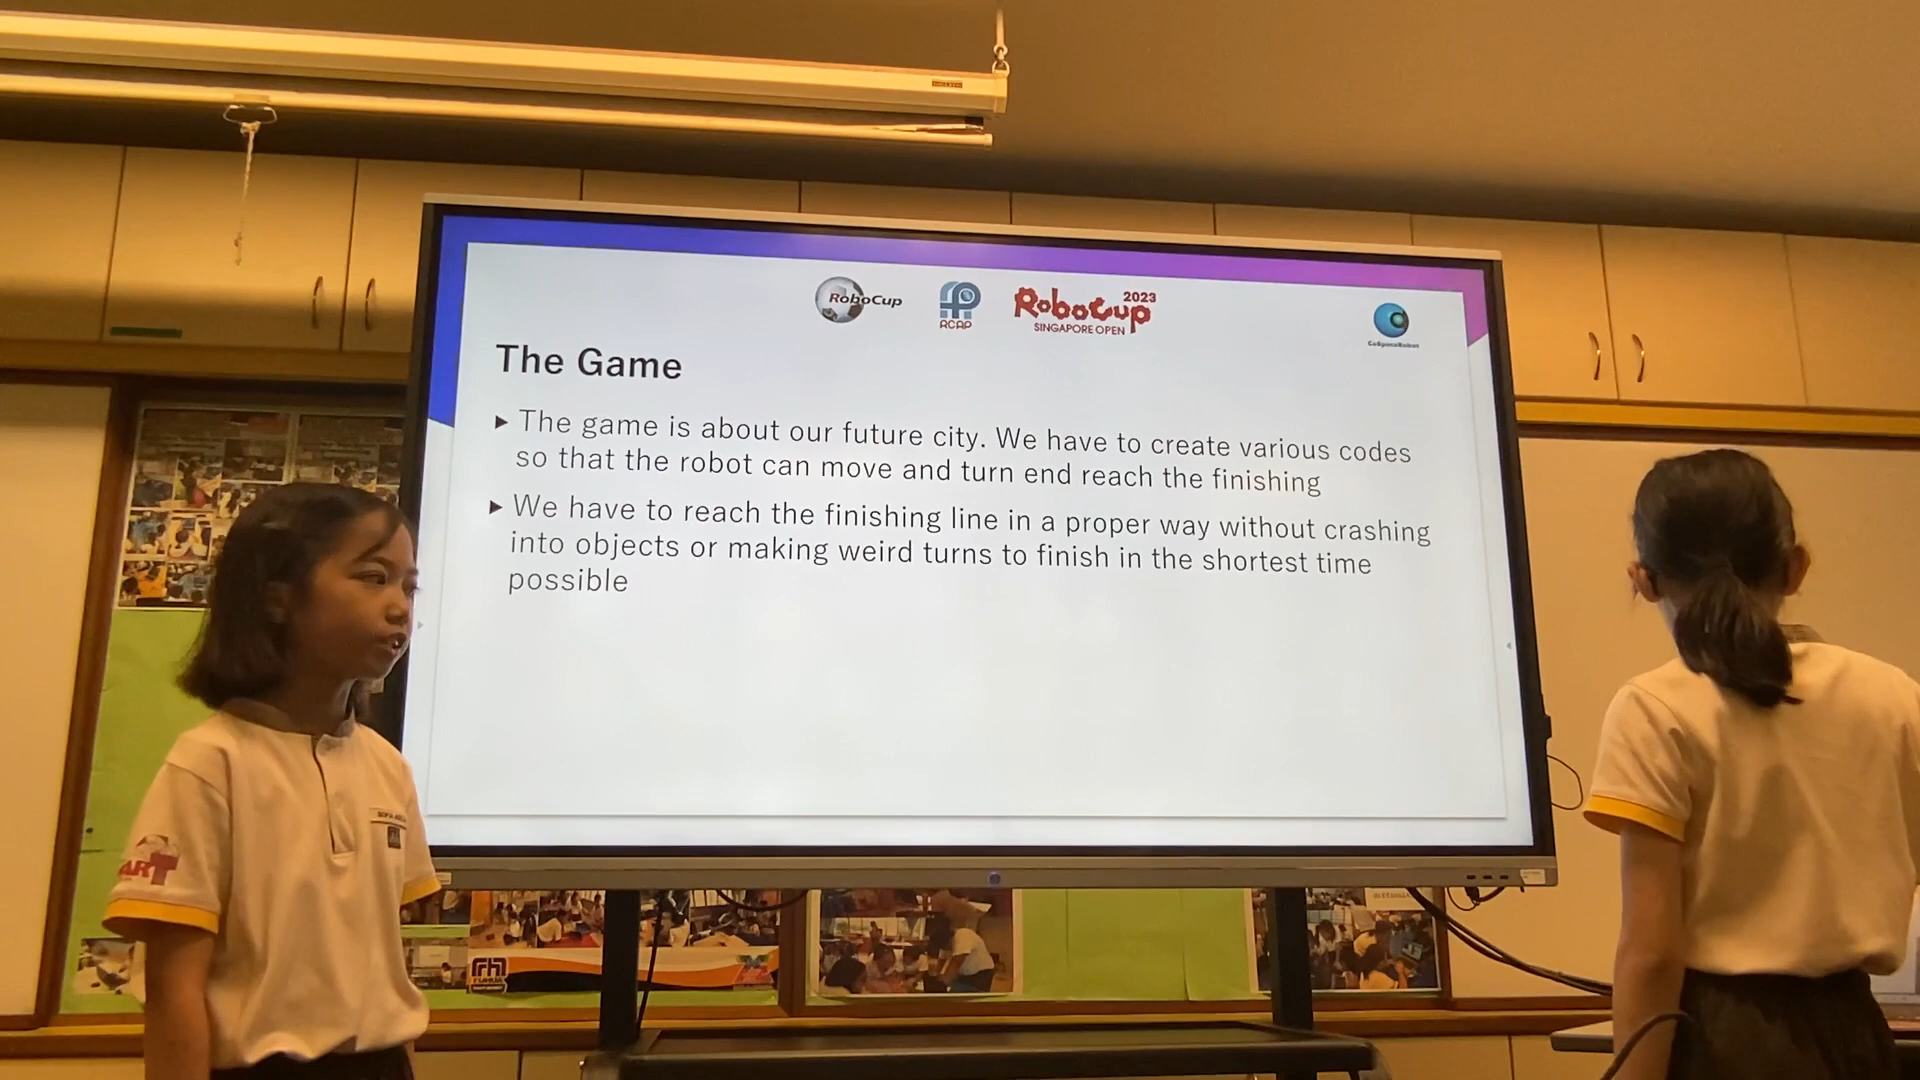 RoboCup
RCAP
RoboCup 2023
SINGAPORE OPEN
CoSpaceRobot
The Game
The game is about our future city. We have to create various codes
so that the robot can move and turn end reach the finishing
We have to reach the finishing line in a proper way without crashing
into objects or making weird turns to finish in the shortest time
possible
ART
FUHUA